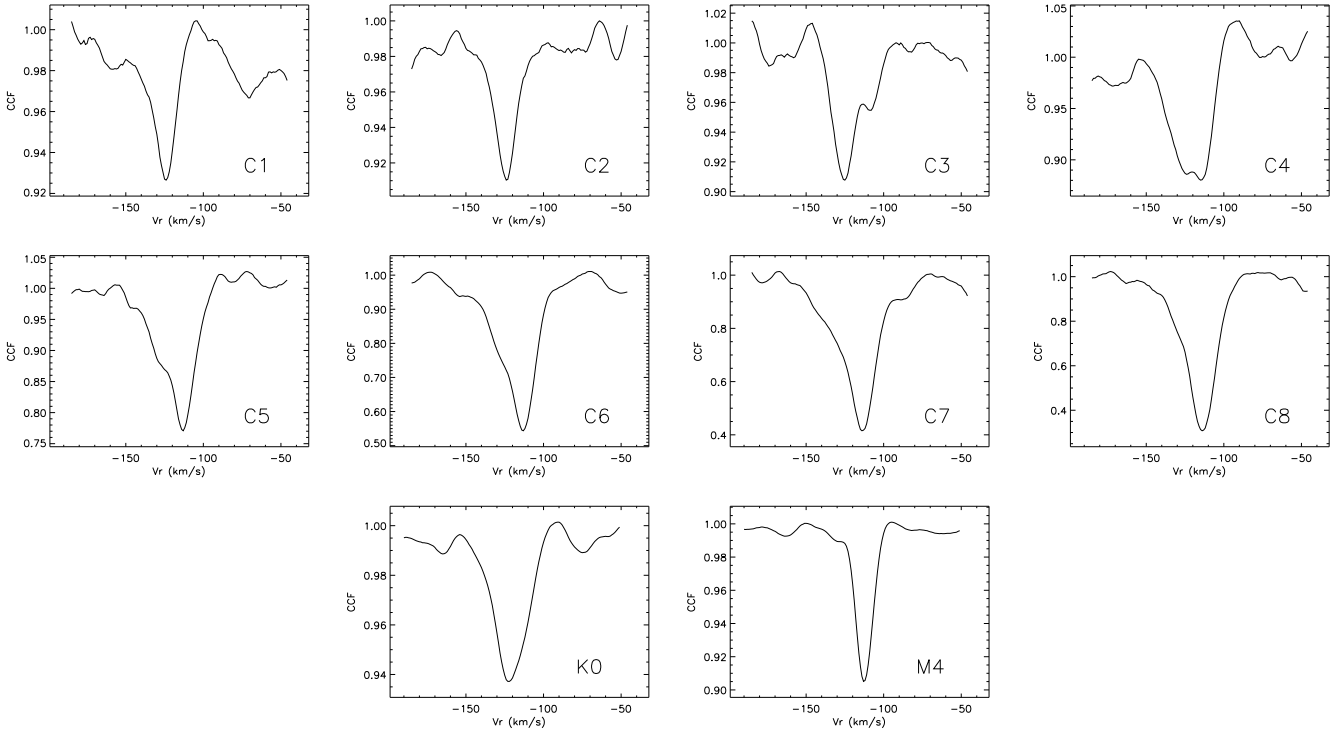 1.00
0.98
0.96
0.94
0.92
CCF
C1
-150 -100 -50
Vr (km/s)
1.00
0.98
0.96
0.94
0.92
CCF
C2
-150 -100 -50
Vr (km/s)
1.02
1.00
0.98
0.96
0.94
0.92
0.90
CCF
C3
-150 -100 -50
Vr (km/s)
1.05
1.00
0.95
0.90
CCF
C4
-150 -100 -50
Vr (km/s)
1.05
1.00
0.95
0.90
0.85
0.80
0.75
CCF
C5
-150 -100 -50
Vr (km/s)
1.00
0.90
0.80
0.70
0.60
0.50
CCF
C6
-150 -100 -50
Vr (km/s)
1.0
0.8
0.6
0.4
CCF
C7
-150 -100 -50
Vr (km/s)
1.0
0.8
0.6
0.4
CCF
C8
-150 -100 -50
Vr (km/s)
1.00
0.98
0.96
0.94
CCF
K0
-150 -100 -50
Vr (km/s)
1.00
0.98
0.96
0.94
0.92
0.90
CCF
M4
-150 -100 -50
Vr (km/s)